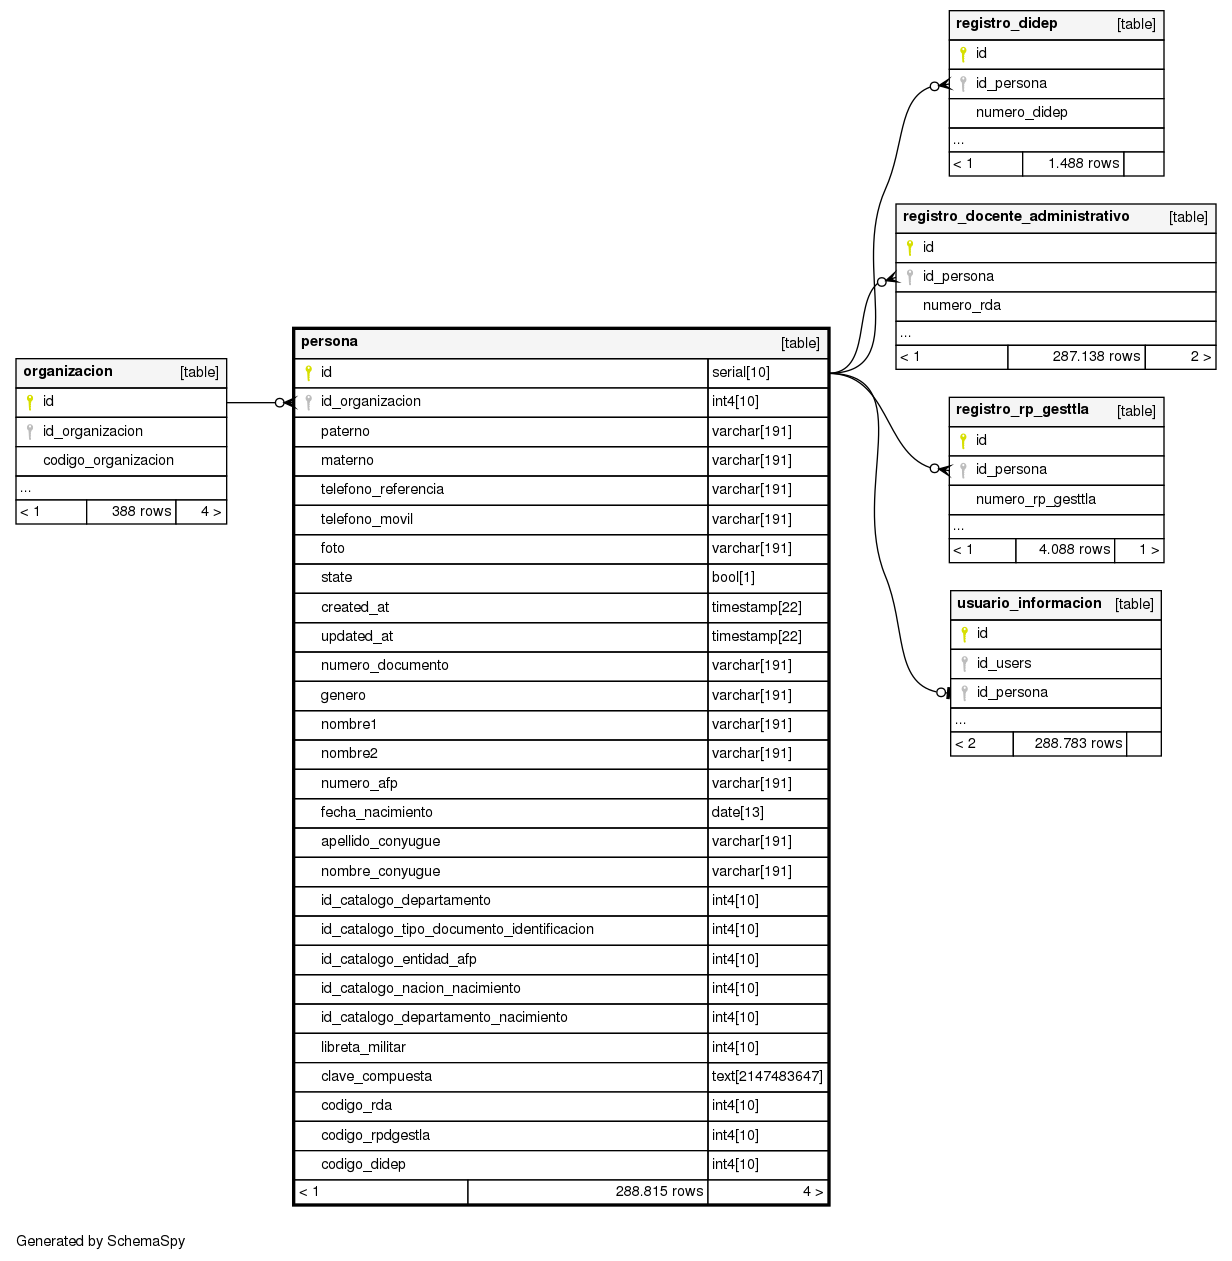 registro_didep [table]
id
id_persona
numero_didep
...
< 1 1.488 rows
registro_docente_administrativo [table]
id
id_persona
numero_rda
...
< 1 287.138 rows 2 >
persona [table]
id serial[10]
id_organizacion int4[10]
paterno varchar[191]
materno varchar[191]
telefono_referencia varchar[191]
telefono_movil varchar[191]
foto varchar[191]
state bool[1]
created_at timestamp[22]
updated_at timestamp[22]
numero_documento varchar[191]
genero varchar[191]
nombre1 varchar[191]
nombre2 varchar[191]
numero_afp varchar[191]
fecha_nacimiento date[13]
apellido_conyugue varchar[191]
nombre_conyugue varchar[191]
id_catalogo_departamento int4[10]
id_catalogo_tipo_documento_identificacion int4[10]
id_catalogo_entidad_afp int4[10]
id_catalogo_nacion_nacimiento int4[10]
id_catalogo_departamento_nacimiento int4[10]
libreta_militar int4[10]
clave_compuesta text[2147483647]
codigo_rda int4[10]
codigo_rpdgestla int4[10]
codigo_didep int4[10]
< 1 288.815 rows 4 >
organizacion [table]
id
id_organizacion
codigo_organizacion
...
< 1 388 rows 4 >
registro_rp_gesttla [table]
id
id_persona
numero_rp_gesttla
...
< 1 4.088 rows 1 >
usuario_informacion [table]
id
id_users
id_persona
...
< 2 288.783 rows
Generated by SchemaSpy